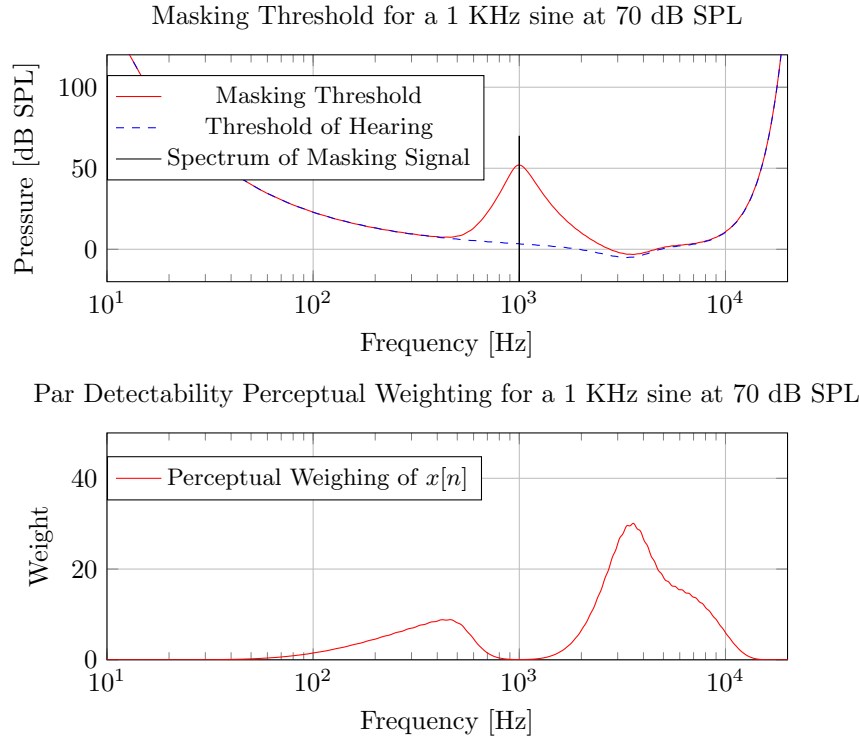 Masking Threshold for a 1 KHz sine at 70 dB SPL
Pressure [dB SPL]
100
50
0
Masking Threshold
Threshold of Hearing
Spectrum of Masking Signal
10^1
10^2
10^3
10^4
Frequency [Hz]
Par Detectability Perceptual Weighting for a 1 KHz sine at 70 dB SPL
Weight
40
20
0
Perceptual Weighing of x[n]
10^1
10^2
10^3
10^4
Frequency [Hz]